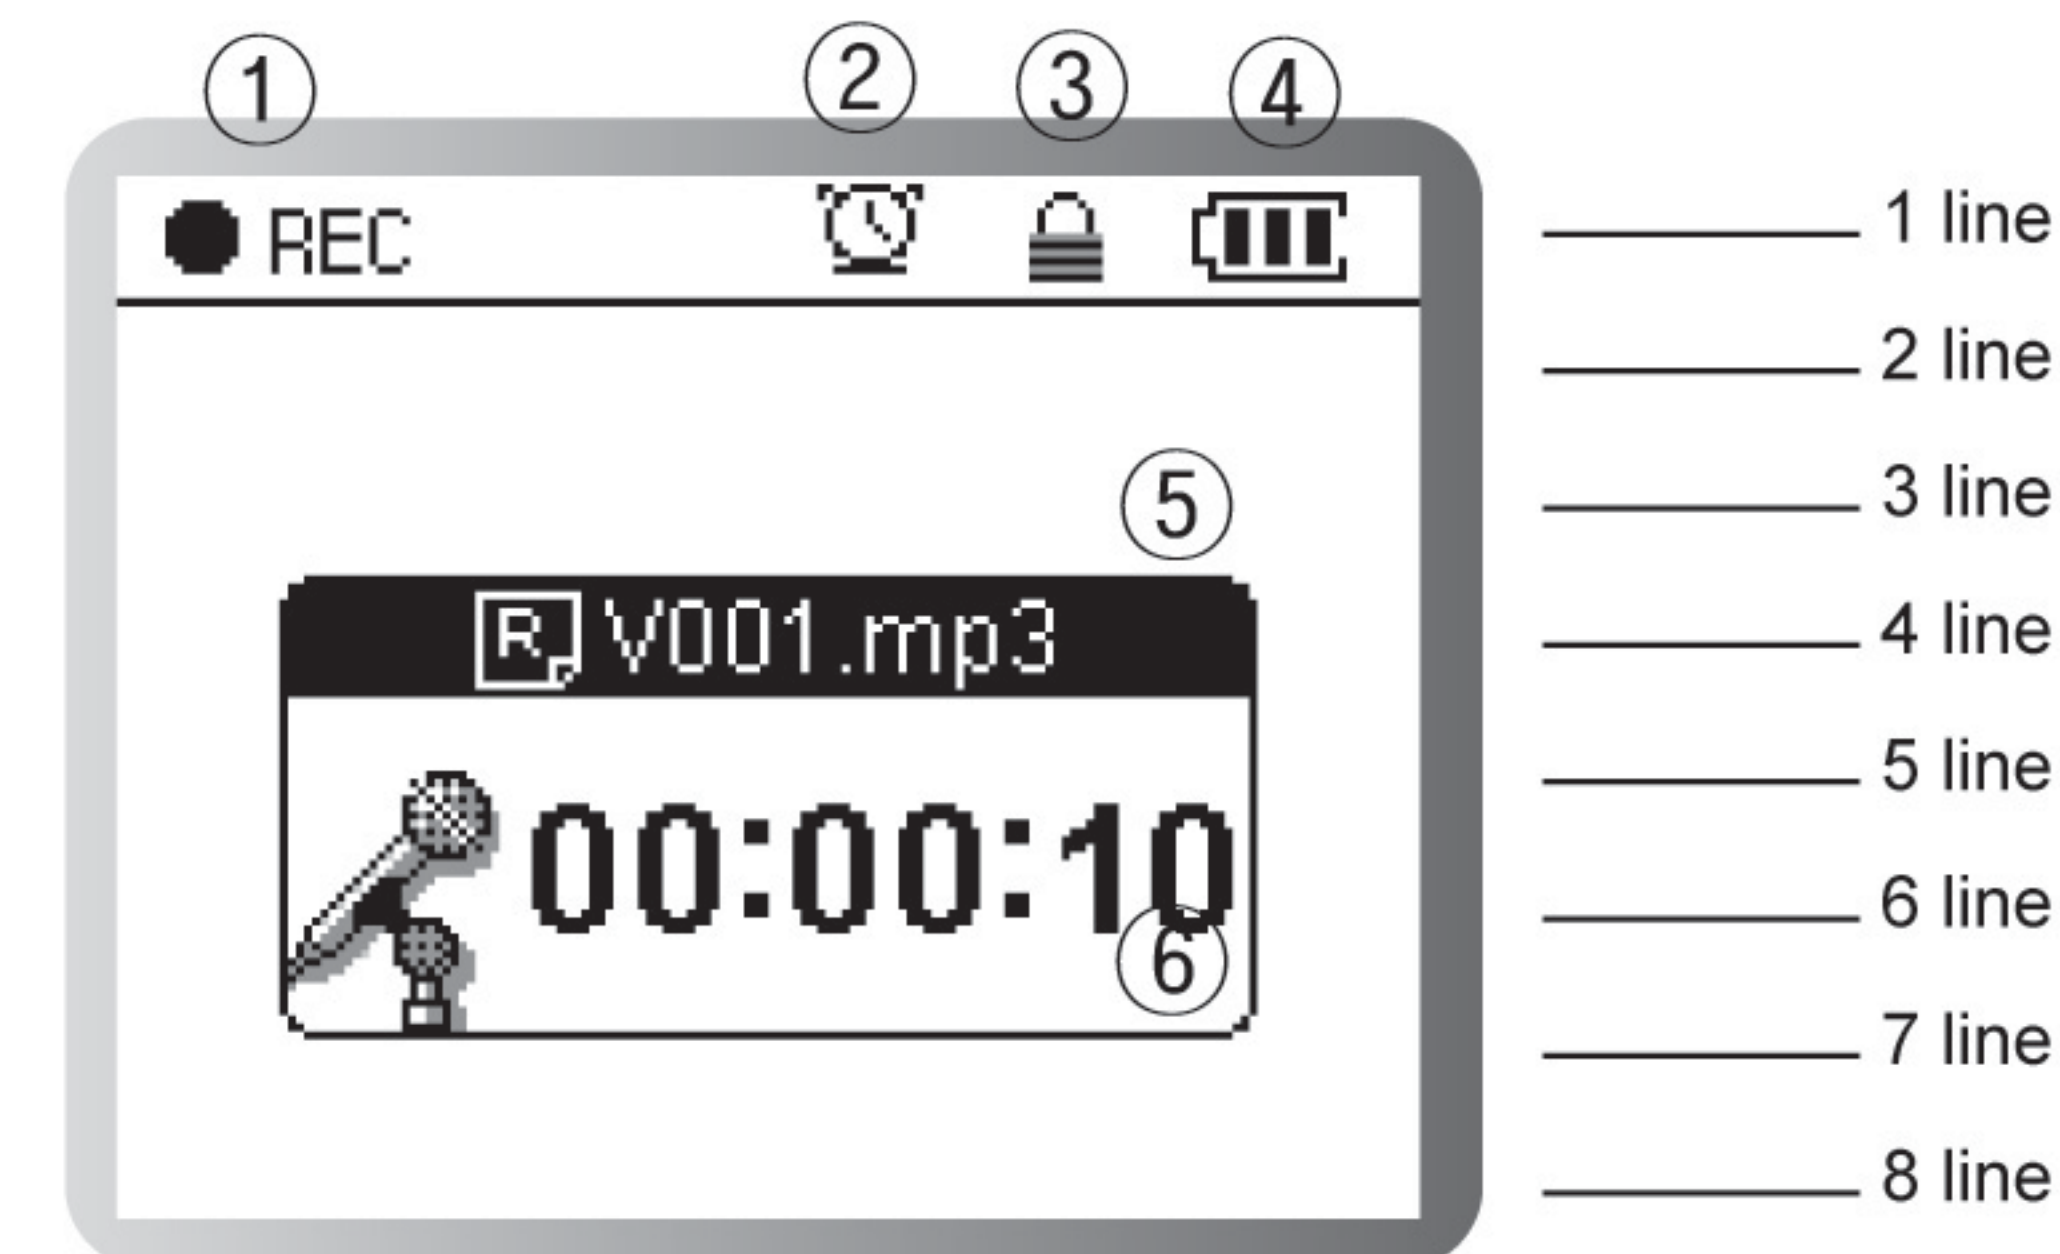 ① ② ③ ④
REC
1 line
2 line
3 line
⑤
R V001.mp3
4 line
5 line
00:00:10
6 line
⑥
7 line
8 line